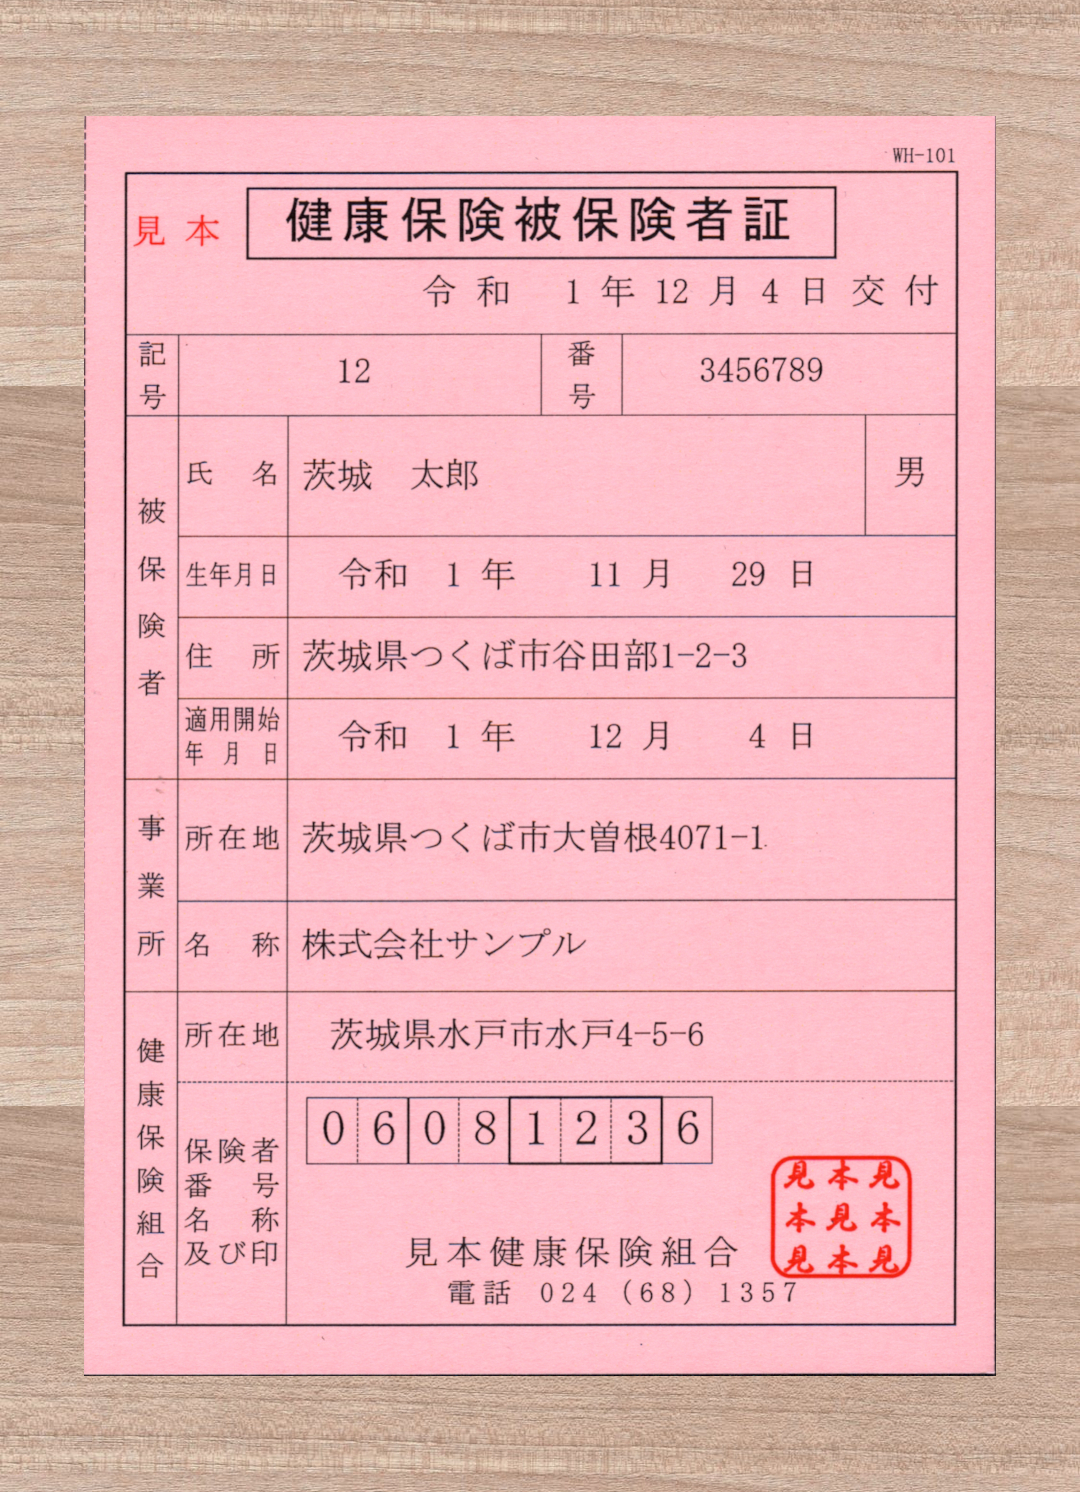 WH-101
見本 健康保険被保険者証
令和 1年12月4日交付
記号 12 番号 3456789
被保険者
氏名 茨城 太郎 男
生年月日 令和 1年 11月 29日
住所 茨城県つくば市谷田部1-2-3
適用開始年月日 令和 1年 12月 4日
事業所
所在地 茨城県つくば市大曽根4071-1
名称 株式会社サンプル
健康保険組合
所在地 茨城県水戸市水戸4-5-6
保険者番号名称及び印 06081236
見本健康保険組合
電話 024(68)1357
見本見
本見本
見本見